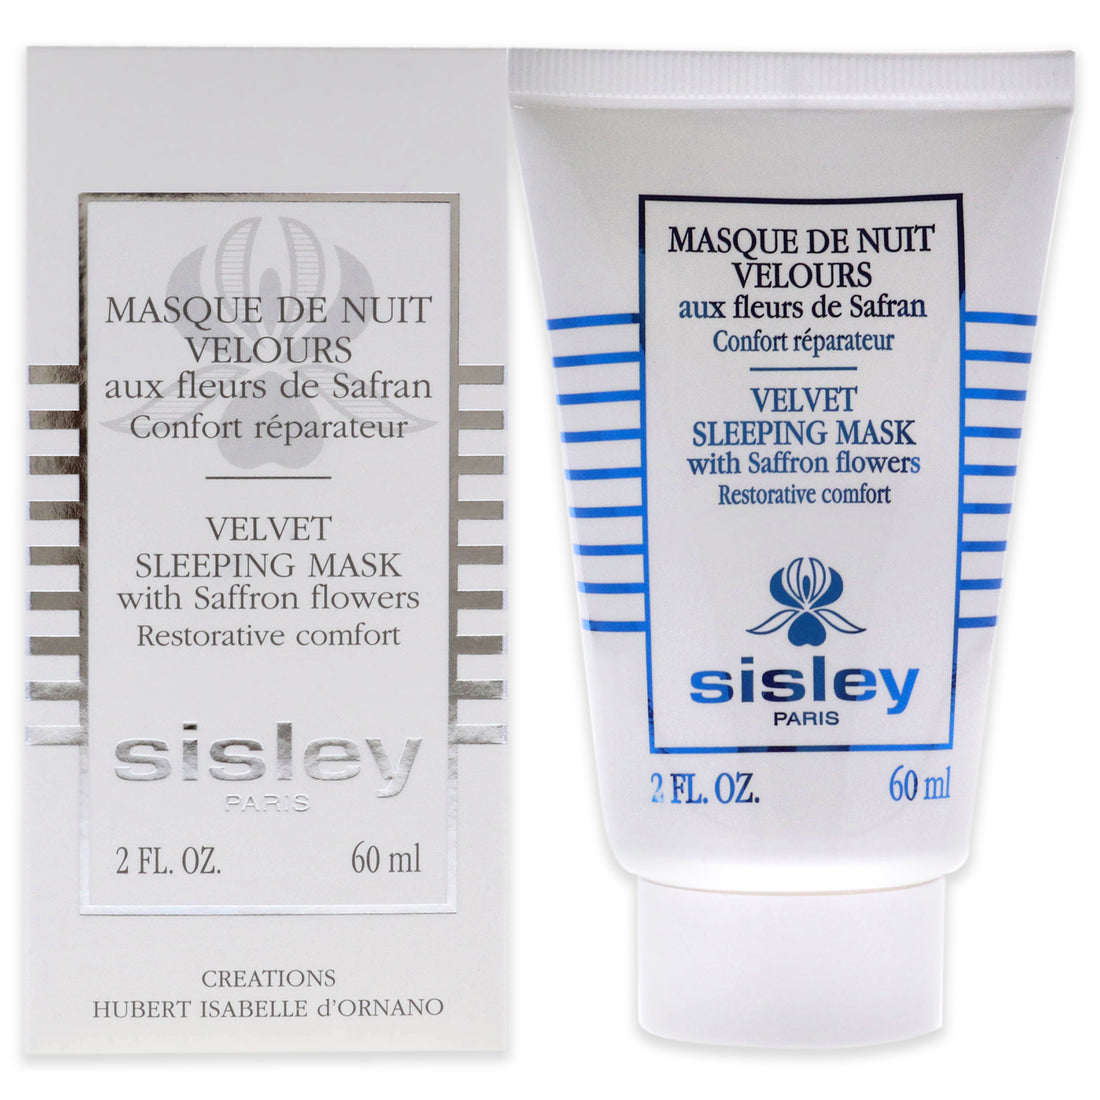 MASQUE DE NUIT
VELOURS
aux fleurs de Safran
Confort réparateur
VELVET
SLEEPING MASK
with Saffron flowers
Restorative comfort
sisley
PARIS
2 FL. OZ. 60 ml
CREATIONS
HUBERT ISABELLE d'ORNANO
MASQUE DE NUIT
VELOURS
aux fleurs de Safran
Confort réparateur
VELVET
SLEEPING MASK
with Saffron flowers
Restorative comfort
sisley
PARIS
2 FL. OZ. 60 ml